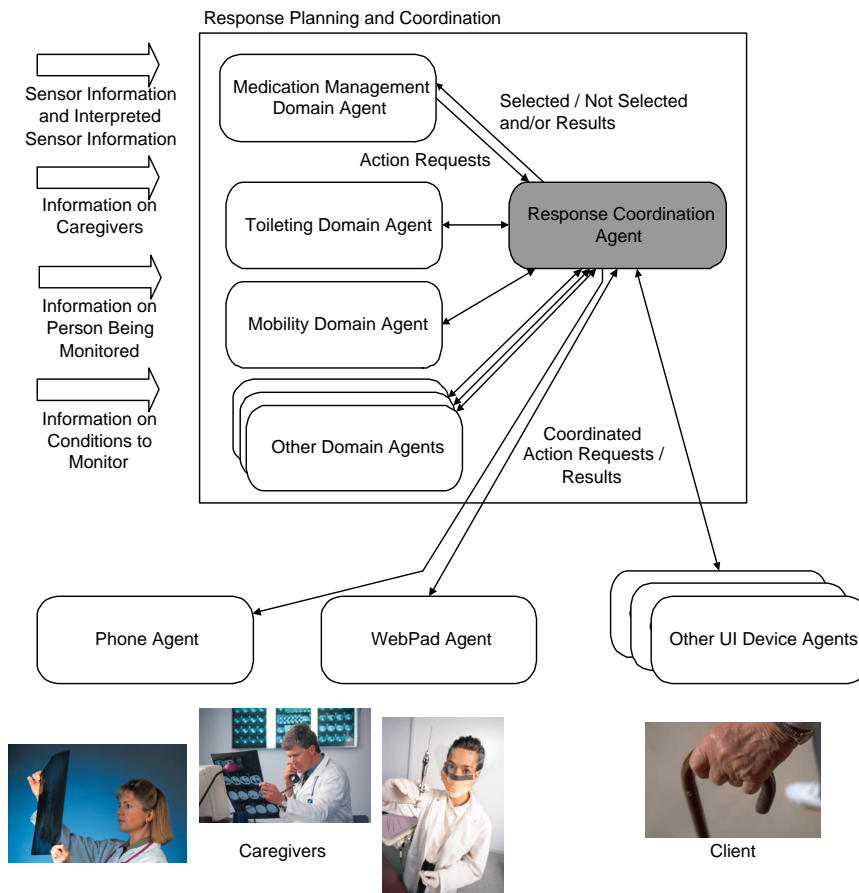 Response Planning and Coordination
Sensor Information
and Interpreted
Sensor Information
Information on
Caregivers
Information on
Person Being
Monitored
Information on
Conditions to
Monitor
Medication Management
Domain Agent
Selected / Not Selected
and/or Results
Action Requests
Toileting Domain Agent
Response Coordination
Agent
Mobility Domain Agent
Other Domain Agents
Coordinated
Action Requests /
Results
Phone Agent
WebPad Agent
Other UI Device Agents
Caregivers
Client